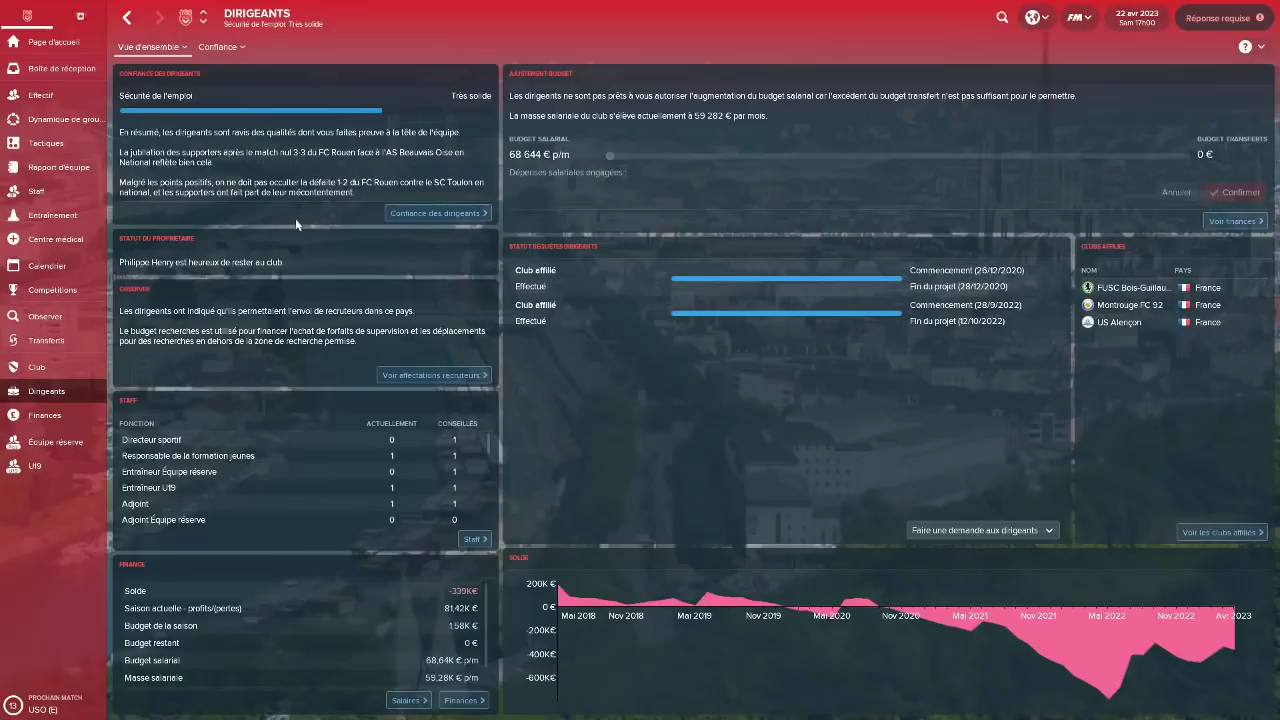 DIRIGEANTS
Sécurité de l'emploi: Très solide
FM
22 avr 2023
Sam 17h00
Réponse requise
Page d'accueil
Boîte de réception
Effectif
Dynamique de grou...
Tactiques
Rapport d'équipe
Staff
Entraînement
Centre médical
Calendrier
Compétitions
Observer
Transferts
Club
Dirigeants
Finances
Équipe réserve
U19
13
PROCHAIN MATCH
USO (E)
Vue d'ensemble
Confiance
?
CONFIANCE DES DIRIGEANTS
Sécurité de l'emploi
Très solide
En résumé, les dirigeants sont ravis des qualités dont vous faites preuve à la tête de l'équipe.
La jubilation des supporters après le match nul 3-3 du FC Rouen face à l'AS Beauvais Oise en
National reflète bien cela.
Malgré les points positifs, on ne doit pas occulter la défaite 1-2 du FC Rouen contre le SC Toulon en
national, et les supporters ont fait part de leur mécontentement.
Confiance des dirigeants
STATUT DU PROPRIÉTAIRE
Philippe Henry est heureux de rester au club.
OBSERVER
Les dirigeants ont indiqué qu'ils permettraient l'envoi de recruteurs dans ce pays.
Le budget recherches est utilisé pour financer l'achat de forfaits de supervision et les déplacements
pour des recherches en dehors de la zone de recherche permise.
Voir affectations recruteurs
STAFF
FONCTION ACTUELLEMENT CONSEILLÉS
Directeur sportif 0 1
Responsable de la formation jeunes 1 1
Entraîneur Équipe réserve 0 1
Entraîneur U19 1 1
Adjoint 1 1
Adjoint Équipe réserve 0 0
Staff
FINANCE
Solde -339K€
Saison actuelle - profits/(pertes) 81,42K €
Budget de la saison 1.58K €
Budget restant 0 €
Budget salarial 68,64K € p/m
Masse salariale 59,28K € p/m
Salaires
Finances
AJUSTEMENT BUDGET
Les dirigeants ne sont pas prêts à vous autoriser l'augmentation du budget salarial car l'excédent du budget transfert n'est pas suffisant pour le permettre.
La masse salariale du club s'élève actuellement à 59 282 € par mois.
BUDGET SALARIAL
BUDGET TRANSFERTS
68 644 € p/m
0 €
Dépenses salariales engagées :
Annuler
Confirmer
Voir finances
STATUT REQUÊTES DIRIGEANTS
Club affilié Commencement (26/12/2020)
Effectué Fin du projet (28/12/2020)
Club affilié Commencement (28/9/2022)
Effectué Fin du projet (12/10/2022)
Faire une demande aux dirigeants
CLUBS AFFILIÉS
NOM PAYS
FUSC Bois-Guillau... France
Montrouge FC 92 France
US Alençon France
Voir les clubs affiliés
SOLDE
200K €
0 €
-200K€
-400K€
-600K€
Mai 2018 Nov 2018 Mai 2019 Nov 2019 Mai 2020 Nov 2020 Mai 2021 Nov 2021 Mai 2022 Nov 2022 Avr 2023